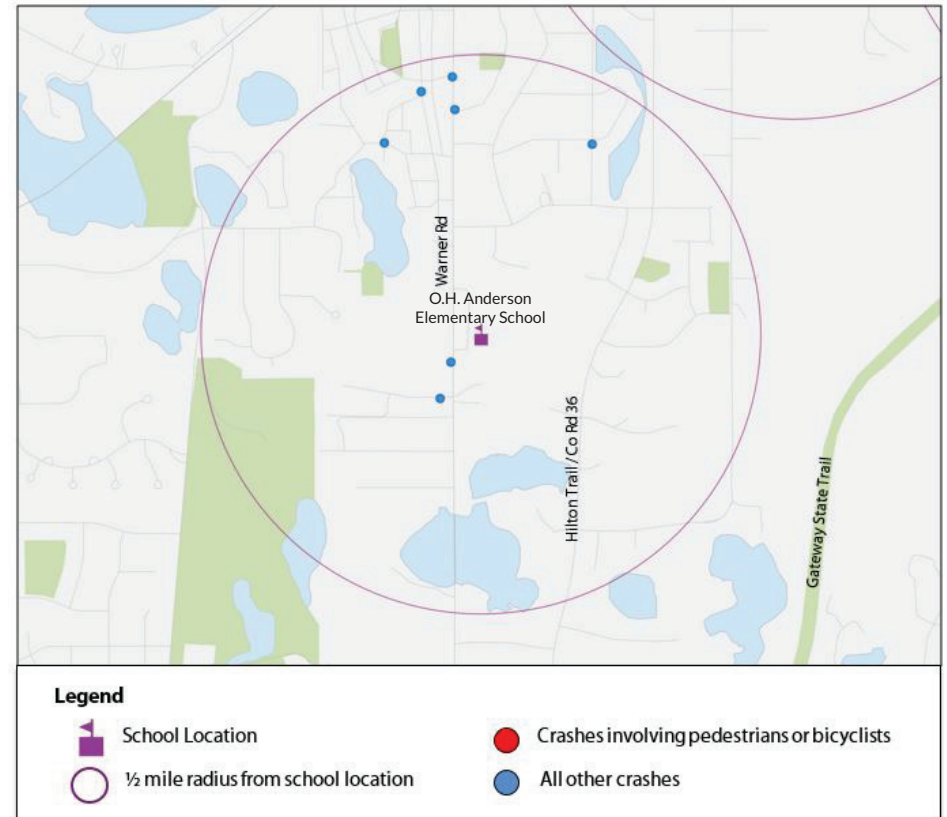 Warner Rd
O.H. Anderson
Elementary School
Hilton Trail / Co Rd 36
Gateway State Trail
Legend
School Location
Crashes involving pedestrians or bicyclists
½ mile radius from school location
All other crashes